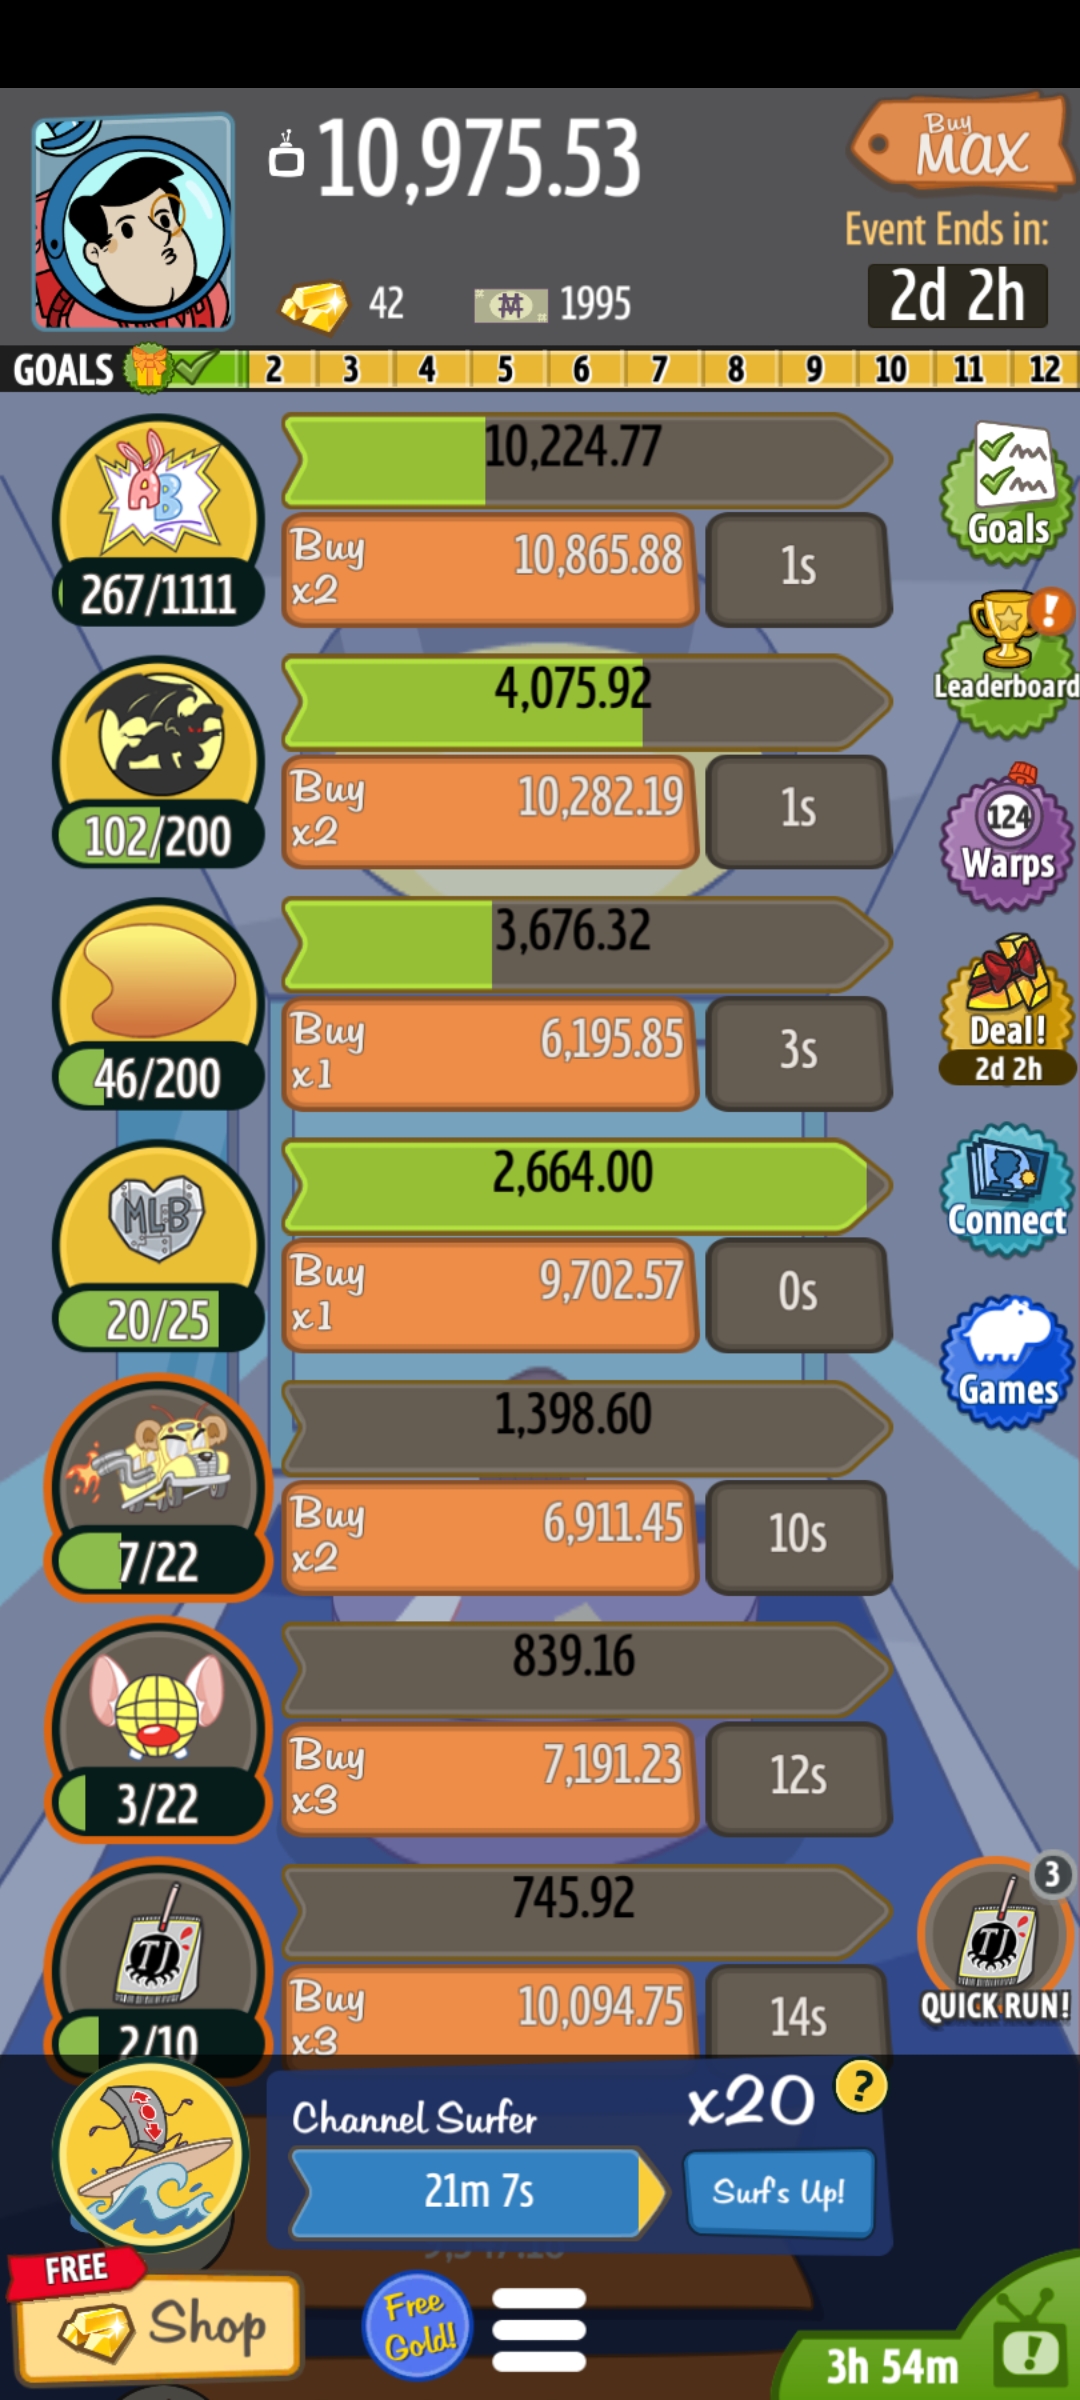 10,975.53
Buy
MAX
Event Ends in:
2d 2h
42
1995
GOALS 2 3 4 5 6 7 8 9 10 11 12
AB
10,224.77
Buy
x2
10,865.88
1s
267/1111
Goals
4,075.92
Buy
x2
10,282.19
1s
102/200
Leaderboard
!
3,676.32
Buy
x1
6,195.85
3s
46/200
124
Warps
Deal!
2d 2h
MLB
2,664.00
Buy
x1
9,702.57
0s
20/25
Connect
1,398.60
Buy
x2
6,911.45
10s
7/22
Games
839.16
Buy
x3
7,191.23
12s
3/22
TJ
745.92
Buy
x3
10,094.75
14s
2/10
3
TJ
QUICK RUN!
Channel Surfer
x20
?
21m 7s
Surf's Up!
FREE
Shop
Free
Gold!
3h 54m
!